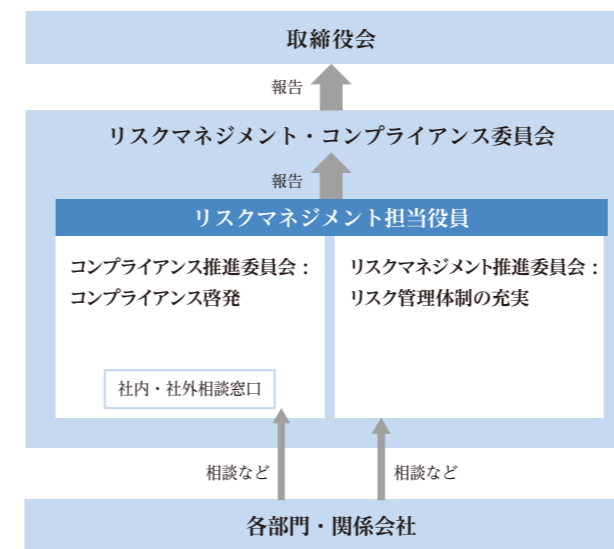 取締役会
報告
リスクマネジメント・コンプライアンス委員会
報告
リスクマネジメント担当役員
コンプライアンス推進委員会：
コンプライアンス啓発
社内・社外相談窓口
リスクマネジメント推進委員会：
リスク管理体制の充実
相談など
相談など
各部門・関係会社